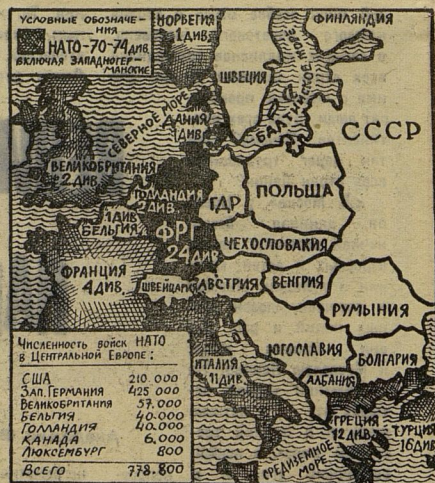 УСЛОВНЫЕ ОБОЗНАЧЕ-
НИЯ
НАТО-70-74 ДИВ.
ВКЛЮЧАЯ ЗАПАДНОГЕР-
МАНСКИЕ
НОРВЕГИЯ
1 ДИВ.
ФИНЛЯНДИЯ
ШВЕЦИЯ
БАЛТИЙСКОЕ МОРЕ
СЕВЕРНОЕ МОРЕ
ДАНИЯ
1 ДИВ.
СССР
ВЕЛИКОБРИТАНИЯ
2 ДИВ.
ГОЛЛАНДИЯ
2 ДИВ.
ГДР
ПОЛЬША
1 ДИВ.
БЕЛЬГИЯ
ФРГ
24 ДИВ.
ЧЕХОСЛОВАКИЯ
ФРАНЦИЯ
4 ДИВ.
ШВЕЙЦАРИЯ
АВСТРИЯ
ВЕНГРИЯ
РУМЫНИЯ
ЮГОСЛАВИЯ
БОЛГАРИЯ
ИТАЛИЯ
11 ДИВ.
АЛБАНИЯ
ГРЕЦИЯ
12 ДИВ.
ТУРЦИЯ
16 ДИВ.
СРЕДИЗЕМНОЕ
МОРЕ
Численность войск НАТО
в Центральной Европе:
США 210.000
Зап. Германия 425 000
Великобритания 57.000
Бельгия 40.000
Голландия 40.000
Канада 6.000
Люксембург 800
Всего 778.800